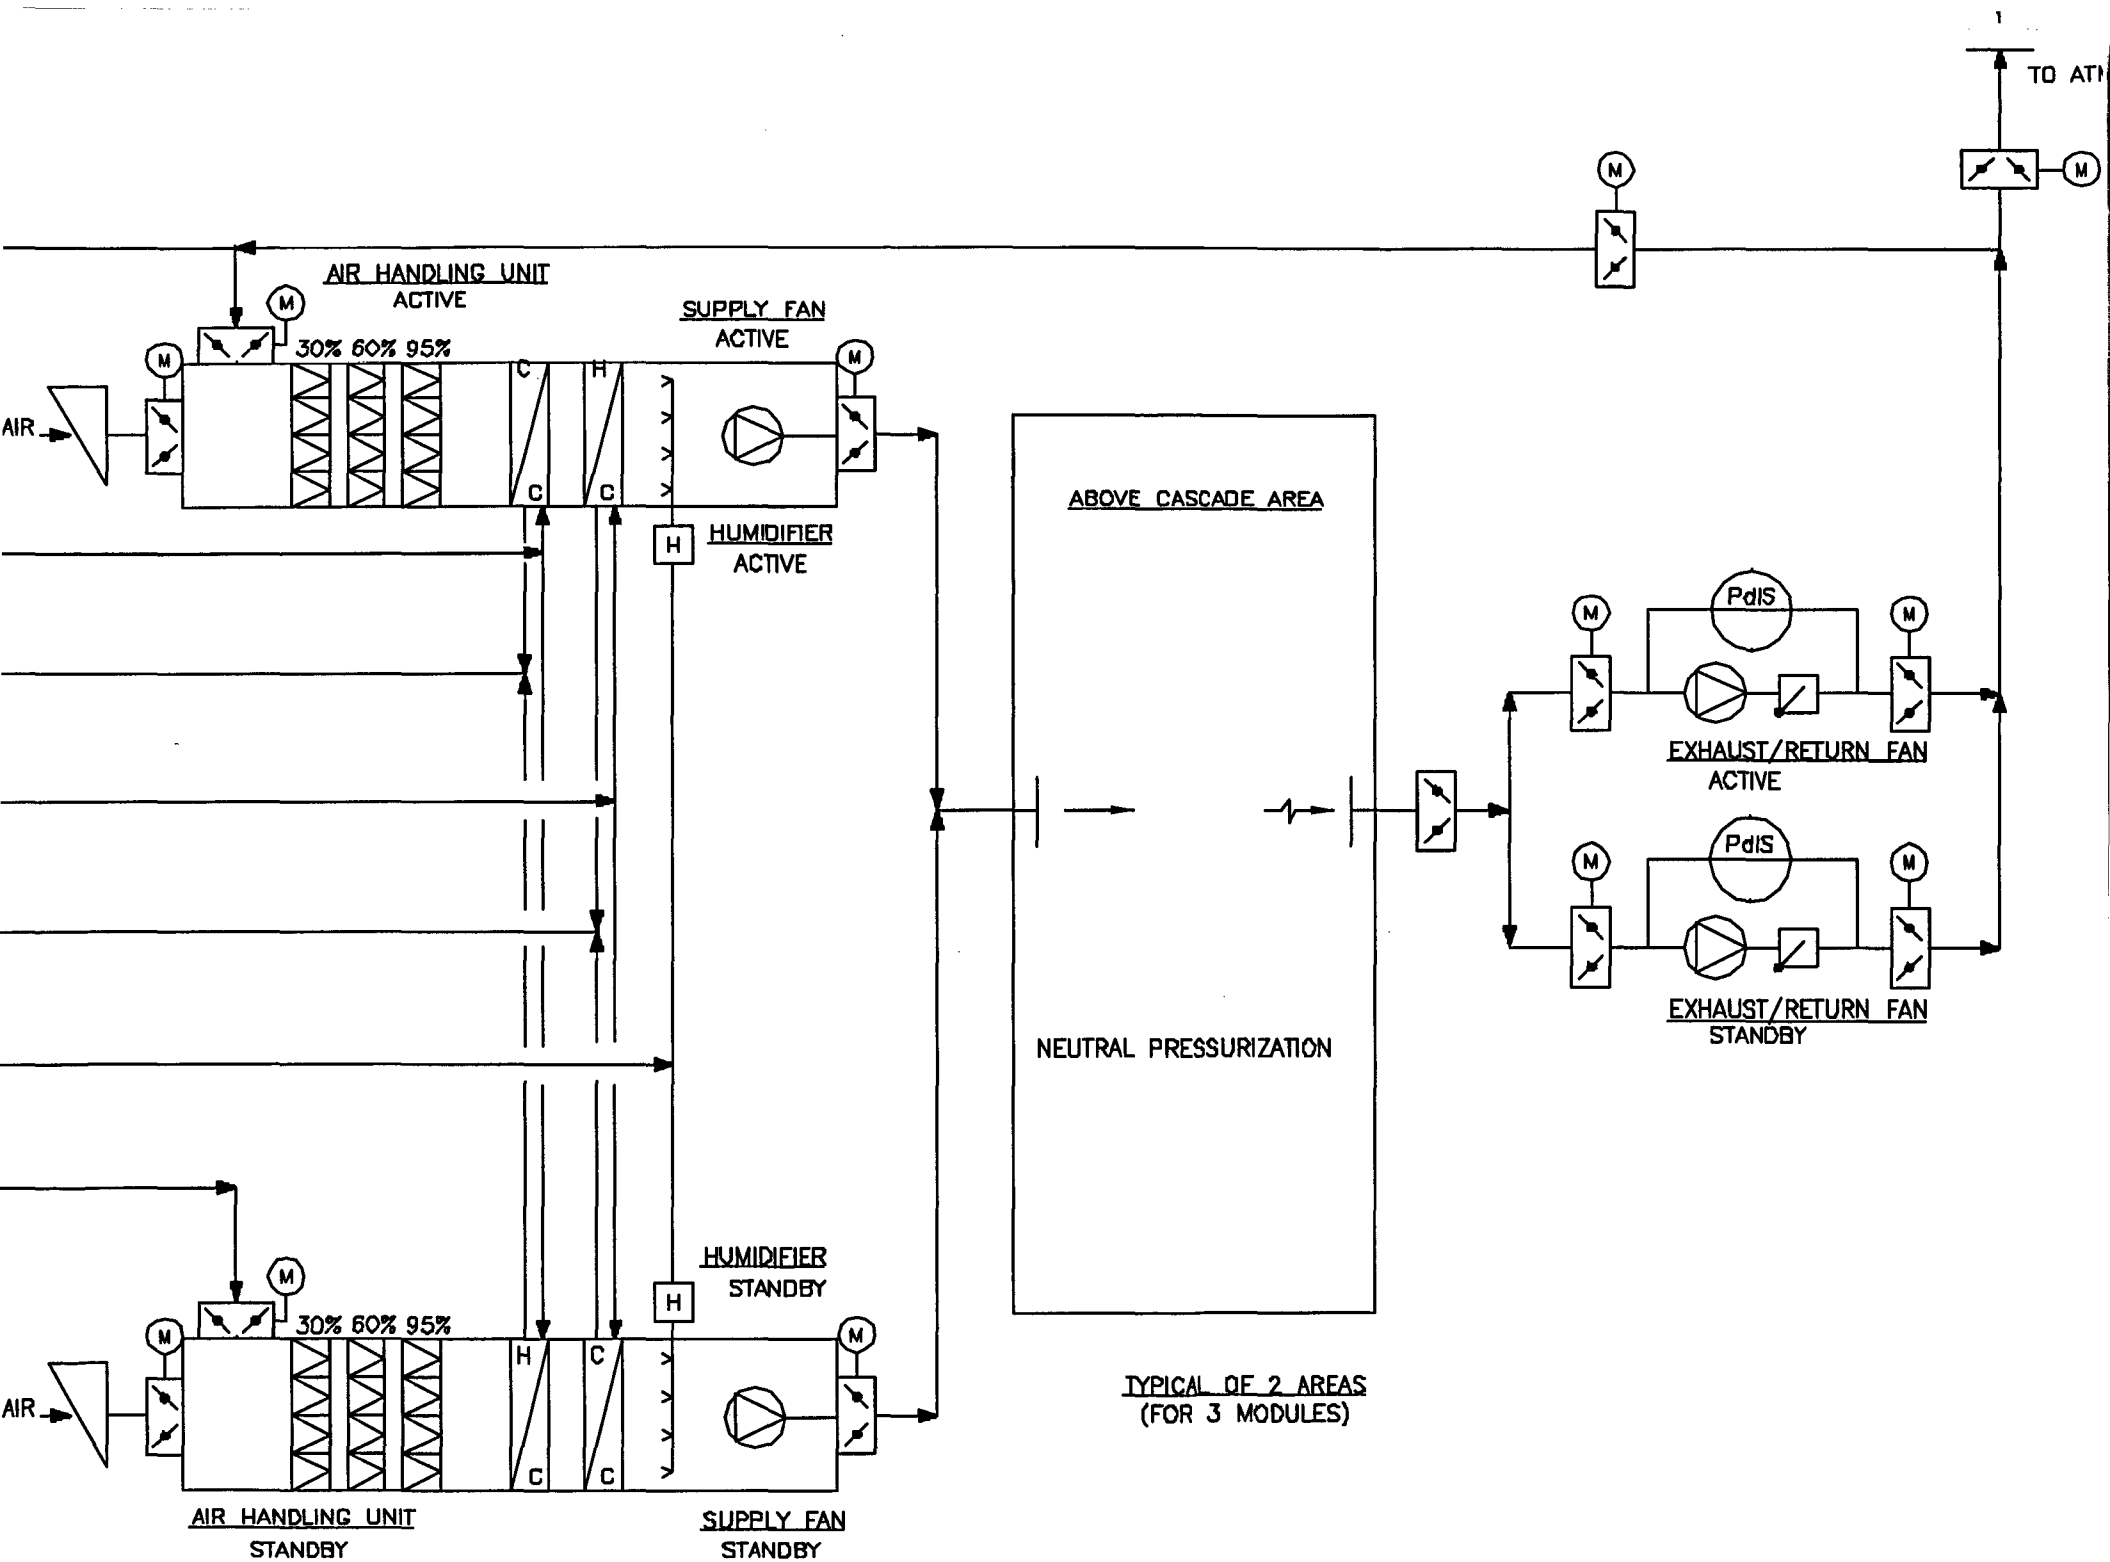 1
TO AT
M
M
AIR HANDLING UNIT
ACTIVE
M
SUPPLY FAN
ACTIVE
30% 60% 95%
M
M
C
H
AIR
C
C
ABOVE CASCADE AREA
HUMIDIFIER
ACTIVE
H
PdIS
M
M
EXHAUST/RETURN FAN
ACTIVE
PdIS
M
M
EXHAUST/RETURN FAN
STANDBY
NEUTRAL PRESSURIZATION
HUMIDIFIER
STANDBY
M
H
30% 60% 95%
M
M
H
C
AIR
C
C
TYPICAL OF 2 AREAS
(FOR 3 MODULES)
AIR HANDLING UNIT
STANDBY
SUPPLY FAN
STANDBY